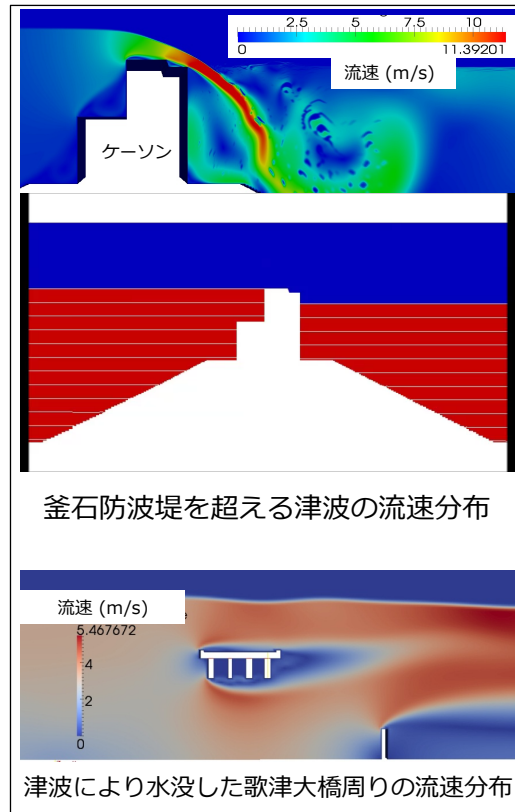 2.5 5 7.5 10
0 11.39201
流速 (m/s)
ケーソン
釜石防波堤を超える津波の流速分布
流速 (m/s)
5.467672
4
2
0
津波により水没した歌津大橋周りの流速分布